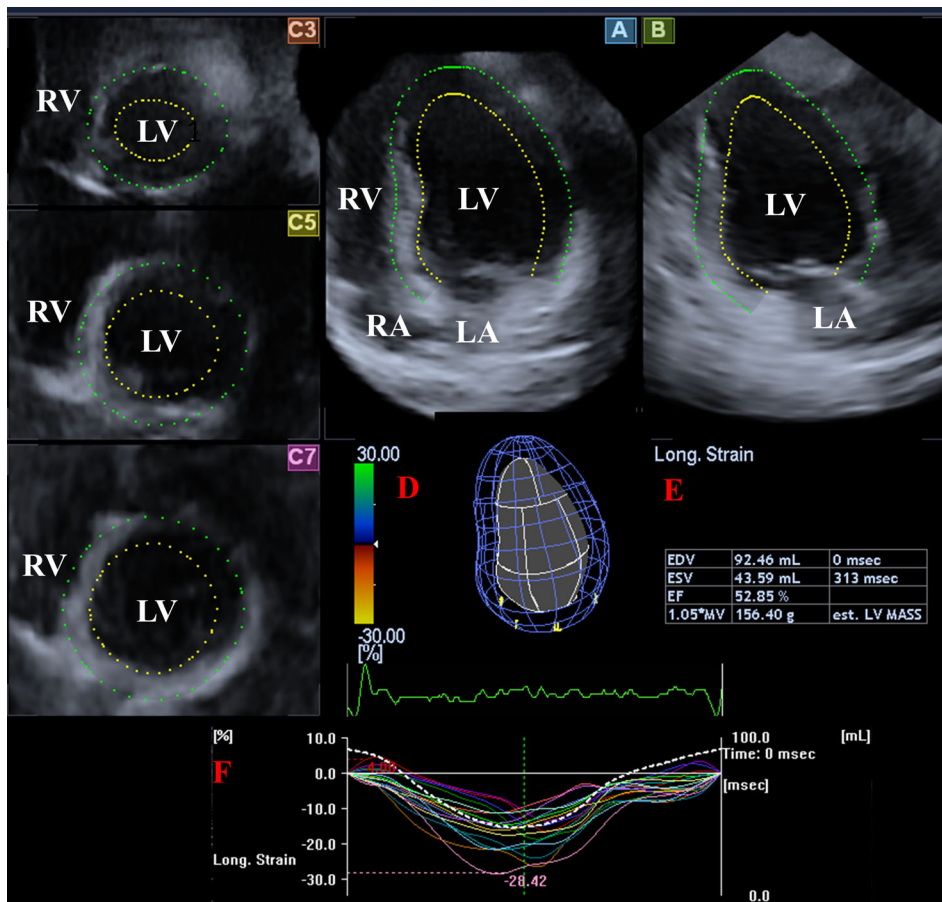 C3
RV
LV 1
C5
RV
LV
C7
RV
LV
A
RV
LV
RA
LA
B
LV
LA
30.00
D
-30.00
[%]
Long. Strain
E
EDV 92.46 mL 0 msec
ESV 43.59 mL 313 msec
EF 52.85 %
1.05*MV 156.40 g est. LV MASS
[%]
10.0
F
0.0
-10.0
-20.0
Long. Strain
-30.0
-28.42
100.0 [mL]
Time: 0 msec
[msec]
0.0